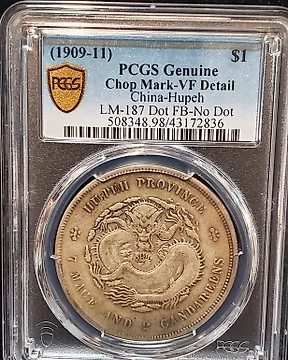 (1909-11) $1
PCGS Genuine
Chop Mark-VF Detail
China-Hupeh
LM-187 Dot FB-No Dot
508348.98/43172836
PCGS
HUPEH PROVINCE
7 MACE AND 2 CANDAREENS
PCGS